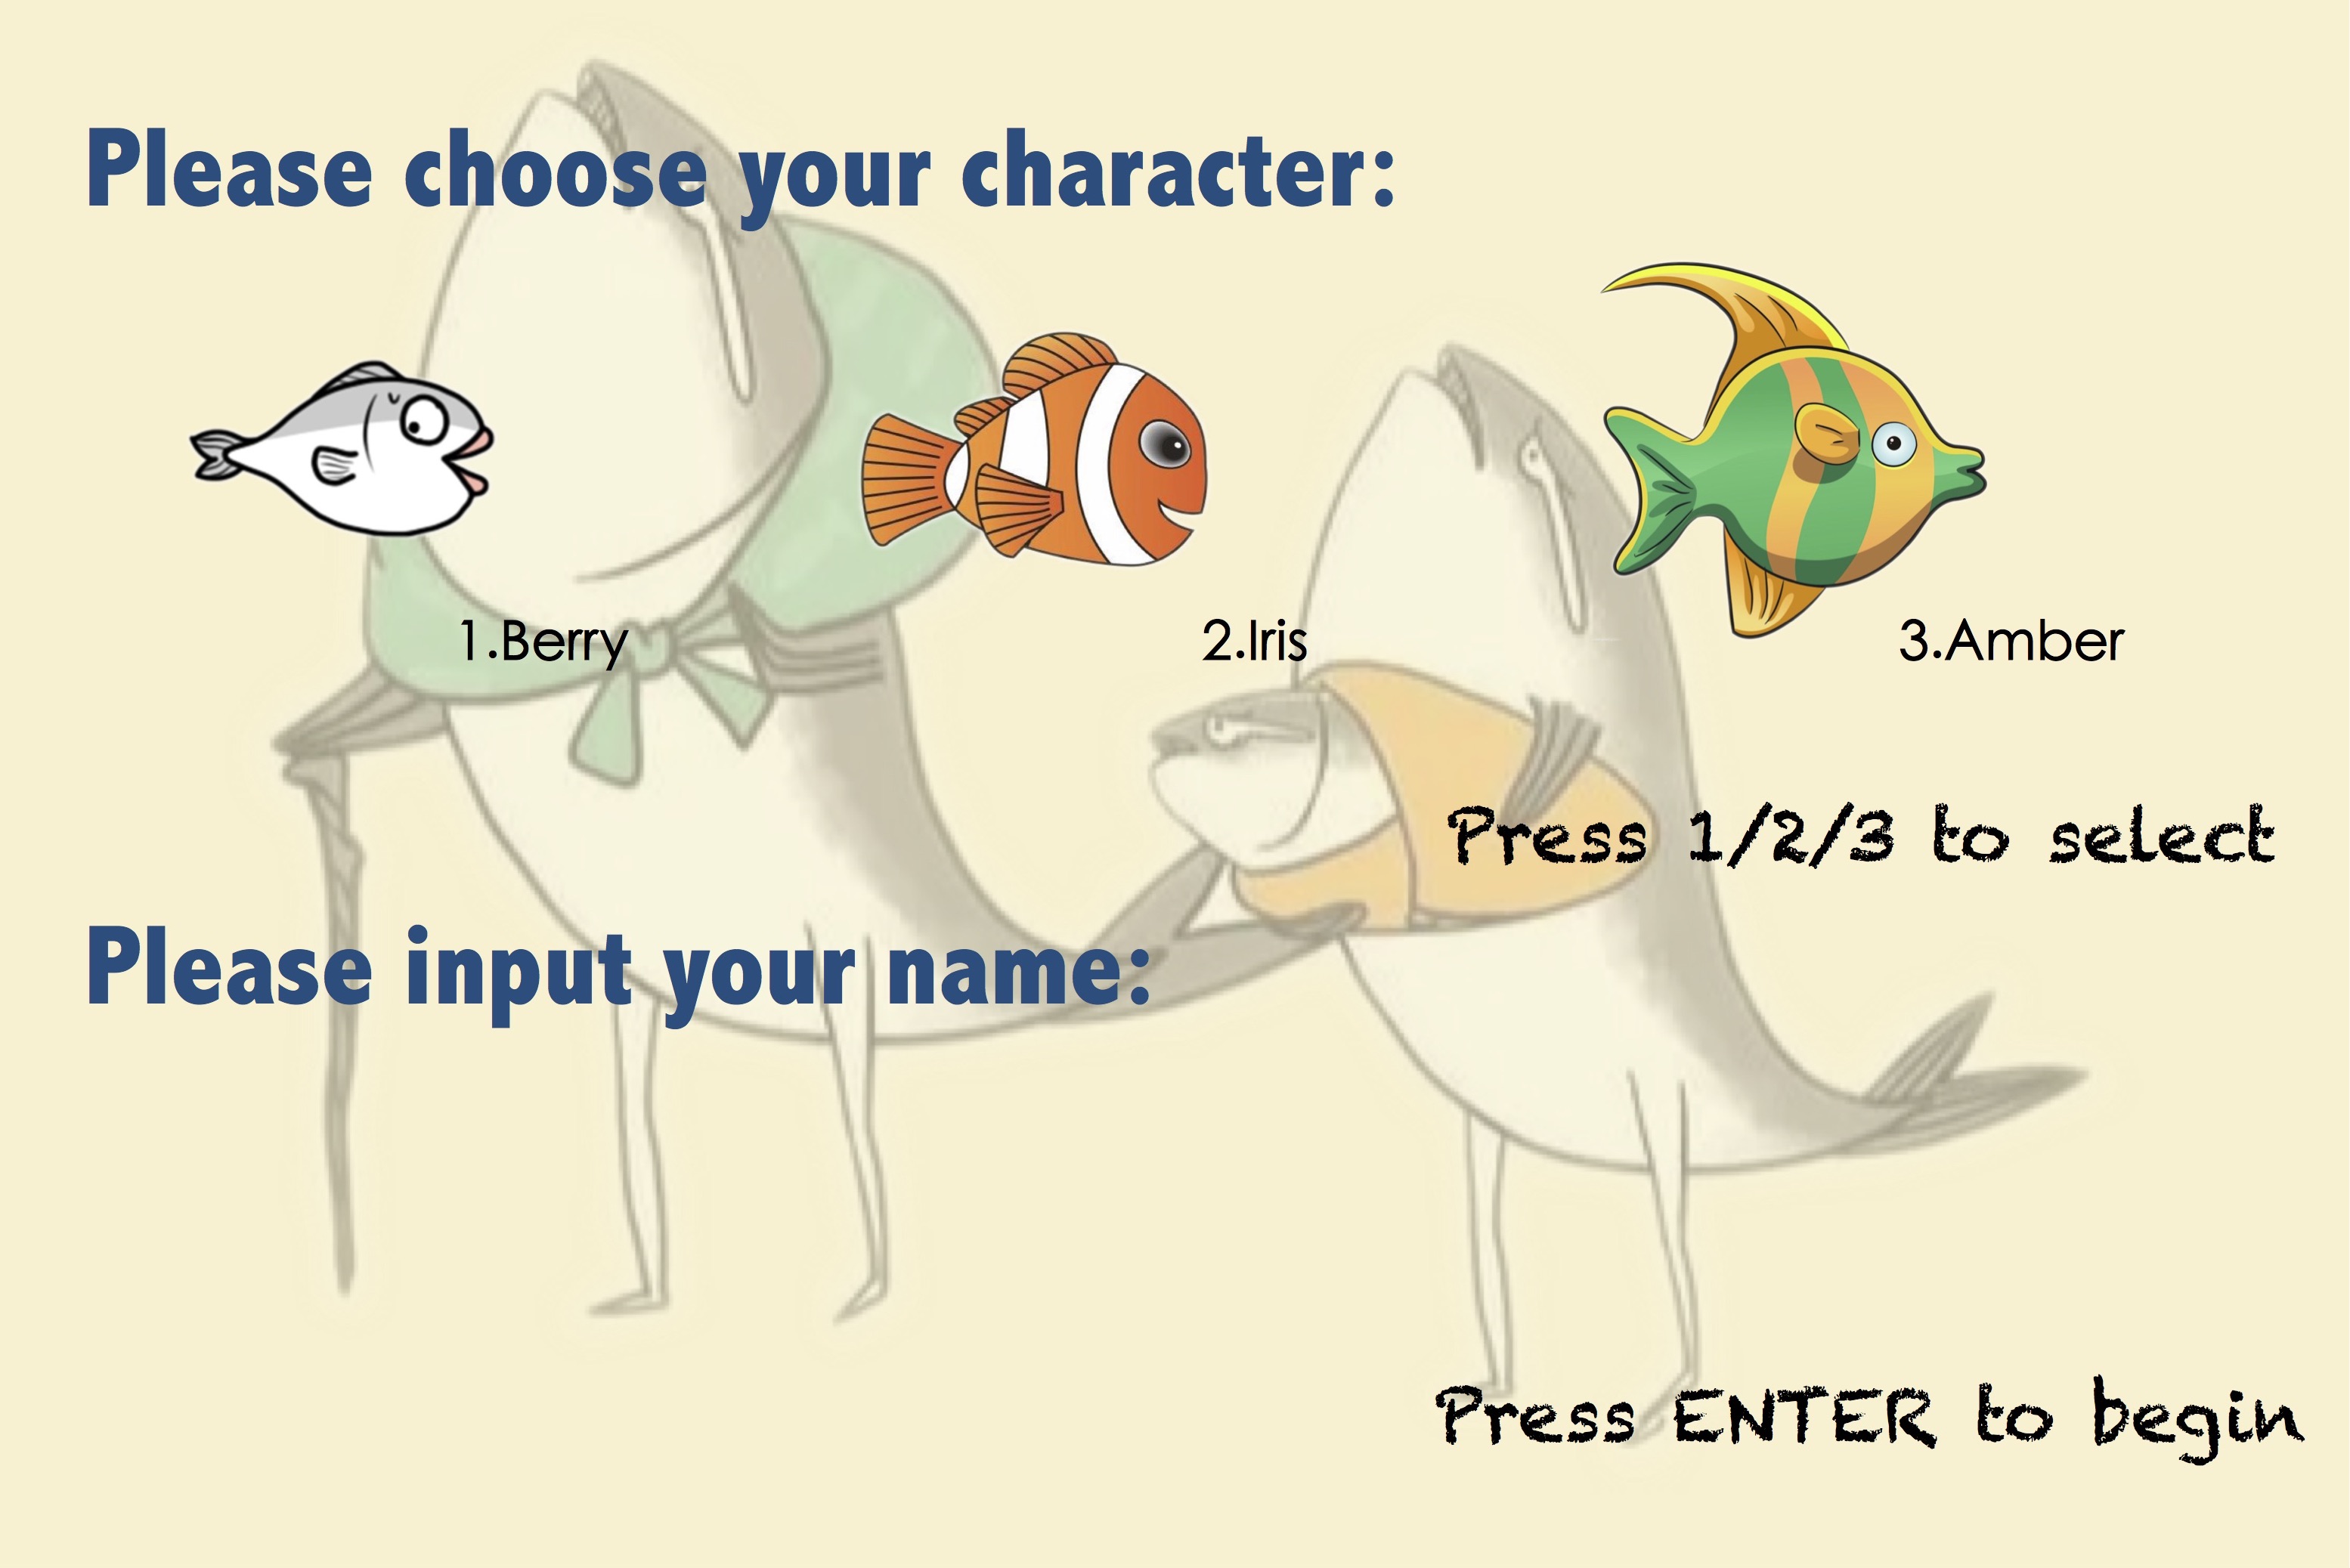 Please choose your character:
1.Berry
2.Iris
3.Amber
Press 1/2/3 to select
Please input your name:
Press ENTER to begin